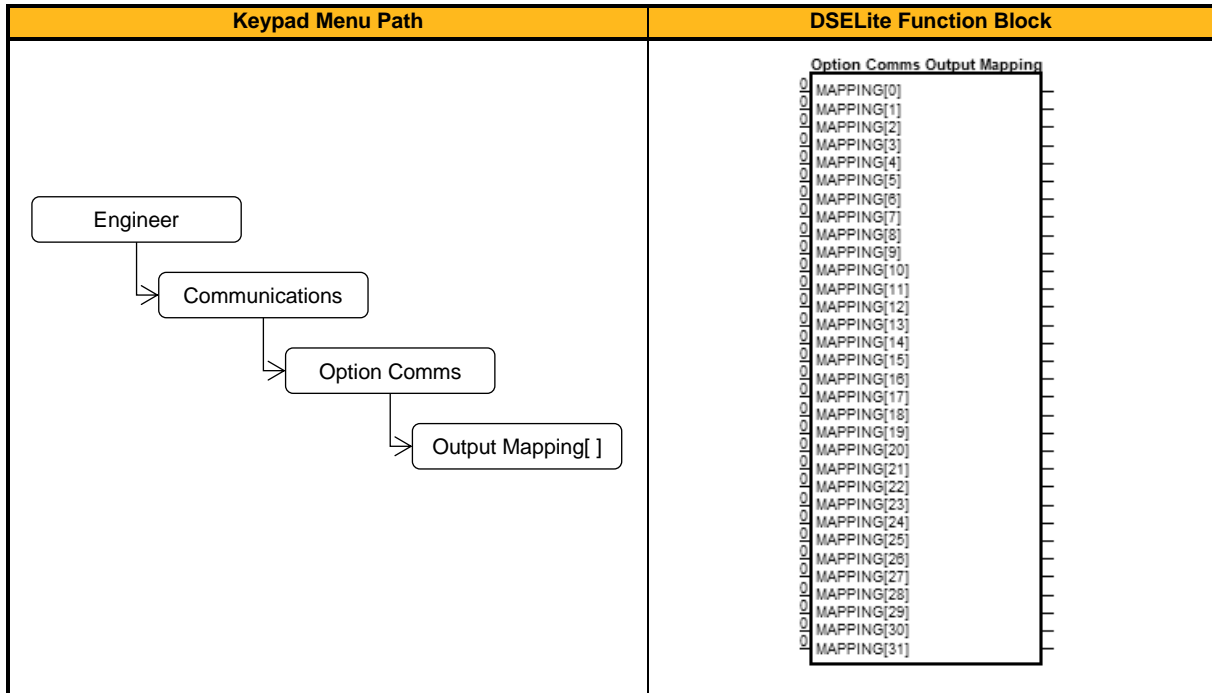 Keypad Menu Path
DSELite Function Block
Engineer
Communications
Option Comms
Output Mapping[ ]
Option Comms Output Mapping
0 MAPPING[0]
0 MAPPING[1]
0 MAPPING[2]
0 MAPPING[3]
0 MAPPING[4]
0 MAPPING[5]
0 MAPPING[6]
0 MAPPING[7]
0 MAPPING[8]
0 MAPPING[9]
0 MAPPING[10]
0 MAPPING[11]
0 MAPPING[12]
0 MAPPING[13]
0 MAPPING[14]
0 MAPPING[15]
0 MAPPING[16]
0 MAPPING[17]
0 MAPPING[18]
0 MAPPING[19]
0 MAPPING[20]
0 MAPPING[21]
0 MAPPING[22]
0 MAPPING[23]
0 MAPPING[24]
0 MAPPING[25]
0 MAPPING[26]
0 MAPPING[27]
0 MAPPING[28]
0 MAPPING[29]
0 MAPPING[30]
0 MAPPING[31]